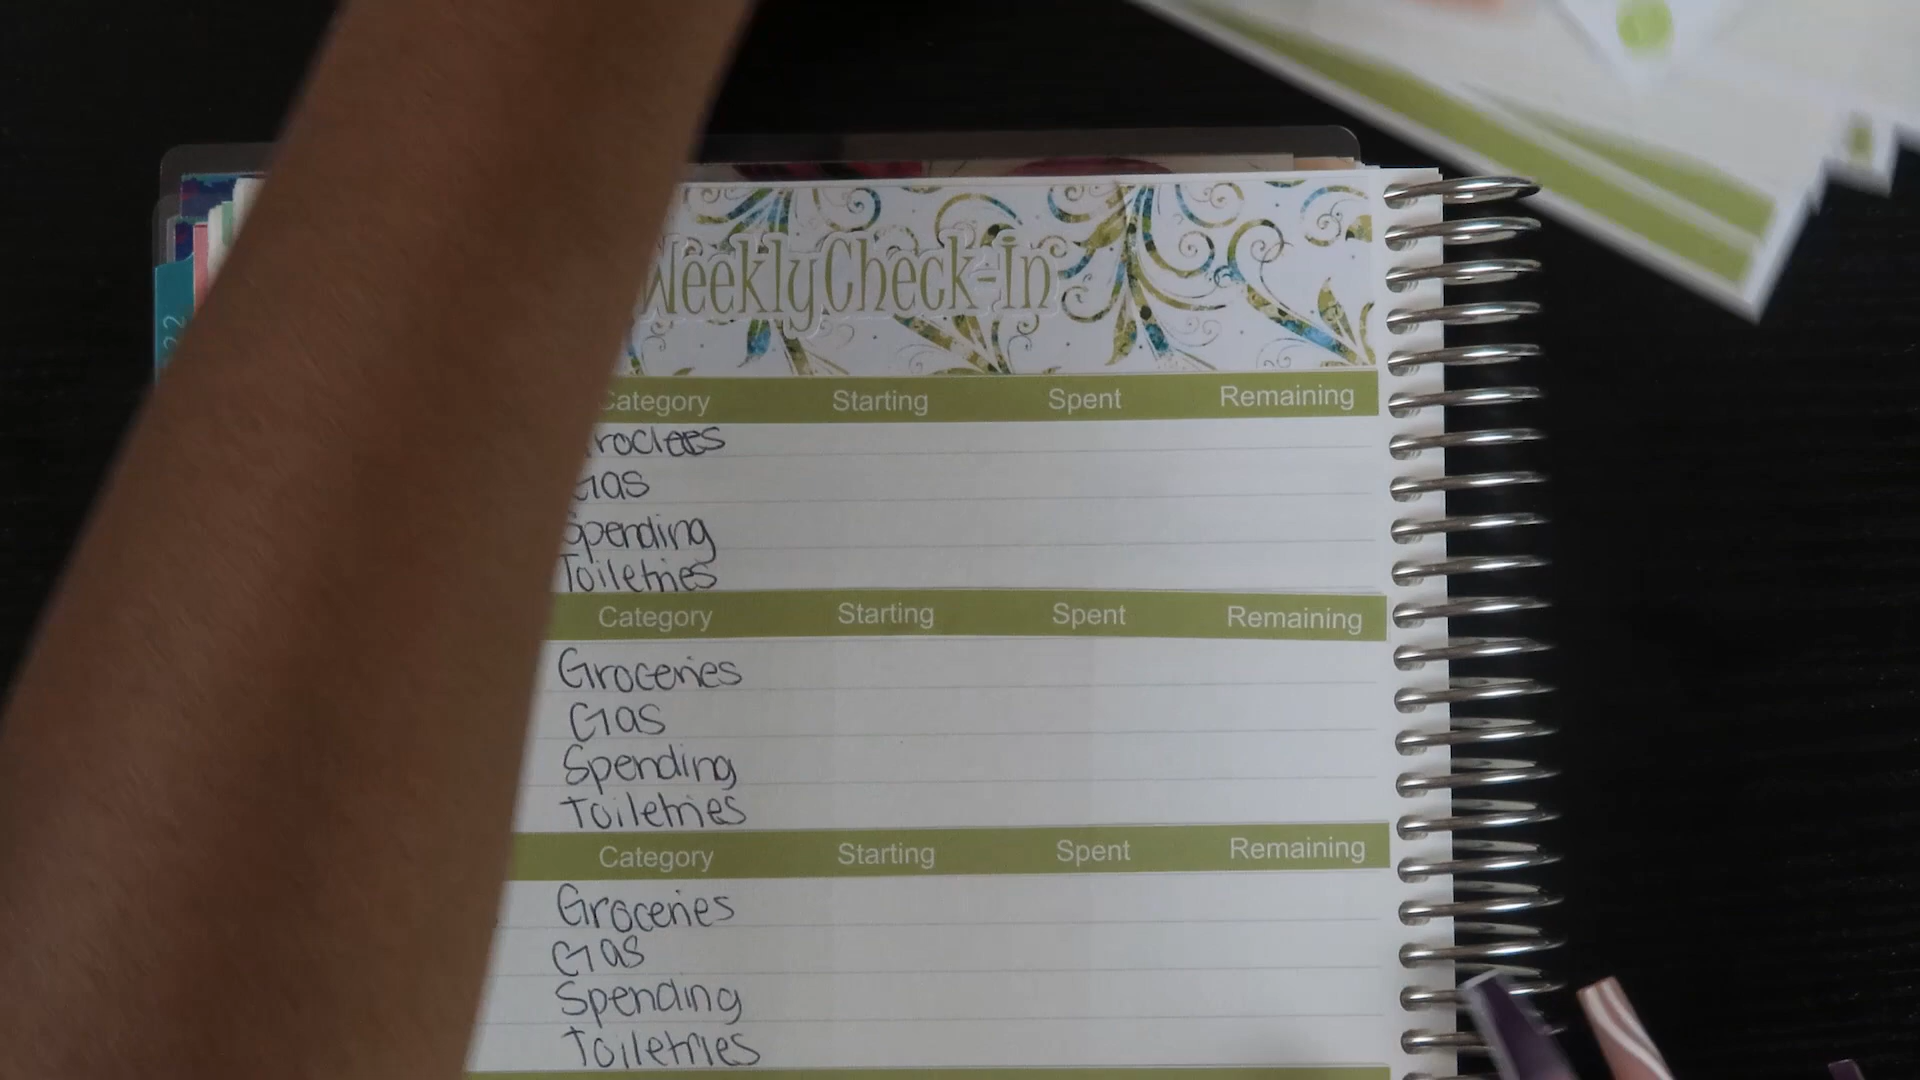 Weekly Check-In
Category Starting Spent Remaining
Gas
Spending
Toiletries
Category Starting Spent Remaining
Groceries
Gas
Spending
Toiletries
Category Starting Spent Remaining
Groceries
Gas
Spending
Toiletries